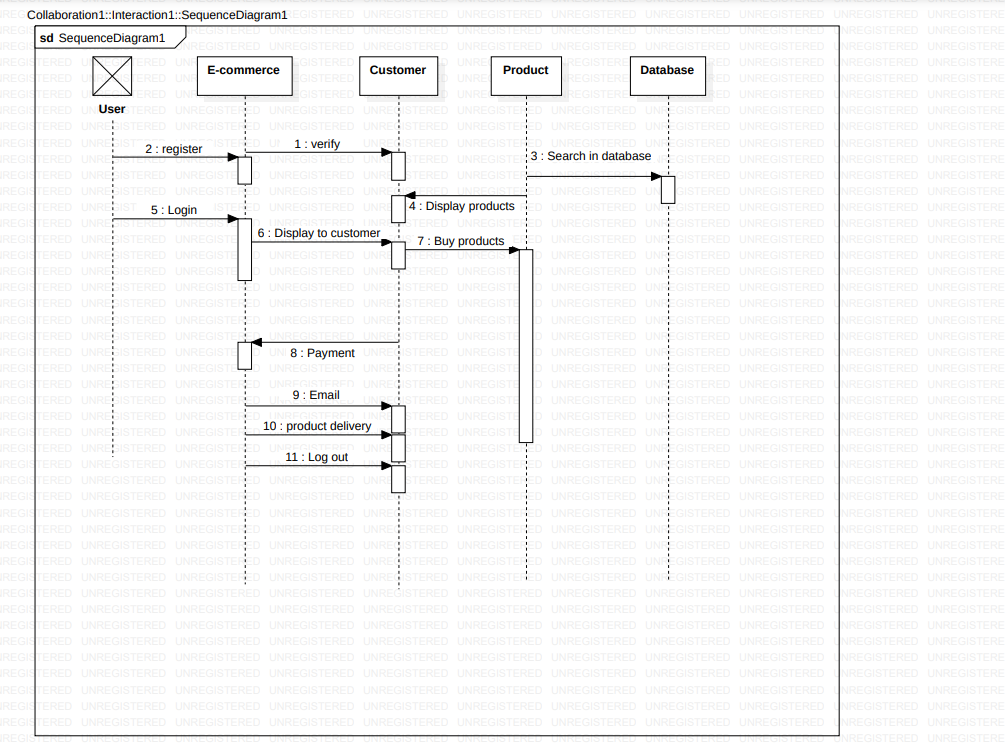 Collaboration1::Interaction1::SequenceDiagram1
sd SequenceDiagram1
E-commerce
Customer
Product
Database
User
1 : verify
2 : register
3 : Search in database
4 : Display products
5 : Login
6 : Display to customer
7 : Buy products
8 : Payment
9 : Email
10 : product delivery
11 : Log out
UNREGISTERED